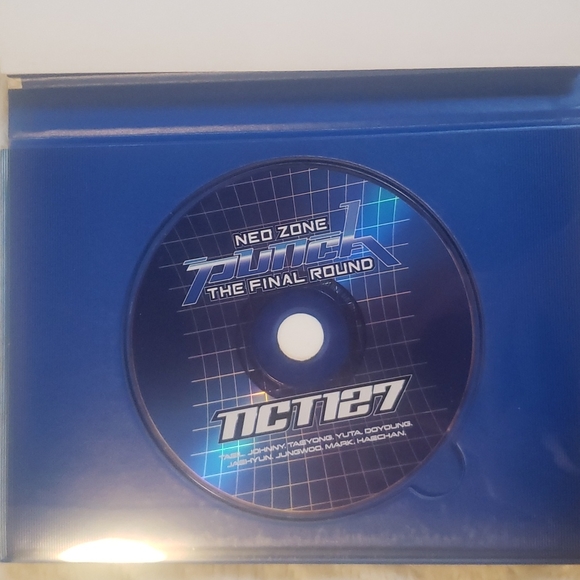 NEO ZONE
PUNCH
THE FINAL ROUND
NCT127
TAEIL. JOHNNY. TAEYONG. YUTA. DOYOUNG.
JAEHYUN. JUNGWOO. MARK. HAECHAN.